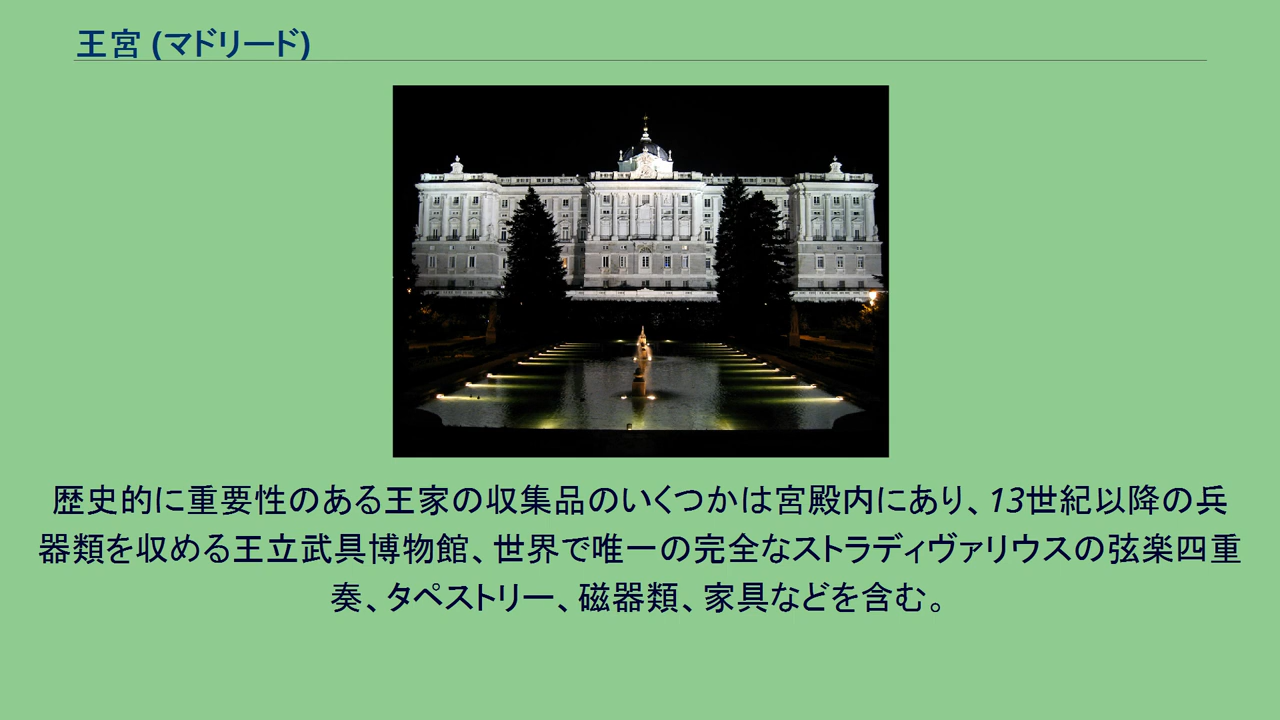 王宮 (マドリード)
歴史的に重要性のある王家の収集品のいくつかは宮殿内にあり、13世紀以降の兵
器類を収める王立武具博物館、世界で唯一の完全なストラディヴァリウスの弦楽四重
奏、タペストリー、磁器類、家具などを含む。